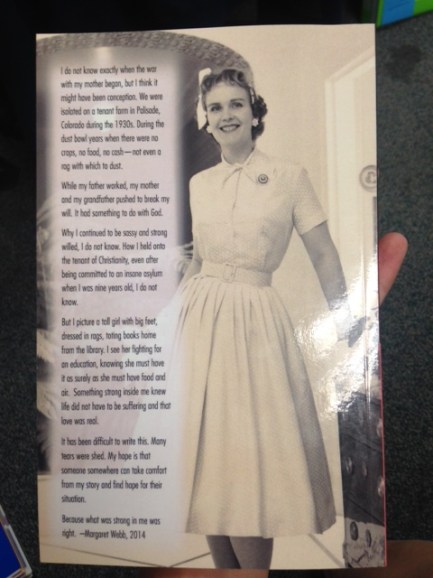 I do not know exactly when the war
with my mother began, but I think it
might have been conception. We were
isolated on a tenant farm in Palisade,
Colorado during the 1930s. During the
dust bowl years when there were no
crops, no food, no cash—not even a
rag with which to dust.
While my father worked, my mother
and my grandfather pushed to break my
will. It had something to do with God.
Why I continued to be sassy and strong
willed, I do not know. How I held onto
the tenant of Christianity, even after
being committed to an insane asylum
when I was nine years old, I do not
know.
But I picture a tall girl with big feet,
dressed in rags, toting books home
from the library. I see her fighting for
an education, knowing she must have
it as surely as she must have food and
air. Something strong inside me knew
life did not have to be suffering and that
love was real.
It has been difficult to write this. Many
tears were shed. My hope is that
someone somewhere can take comfort
from my story and find hope for their
situation.
Because what was strong in me was
right. —Margaret Webb, 2014